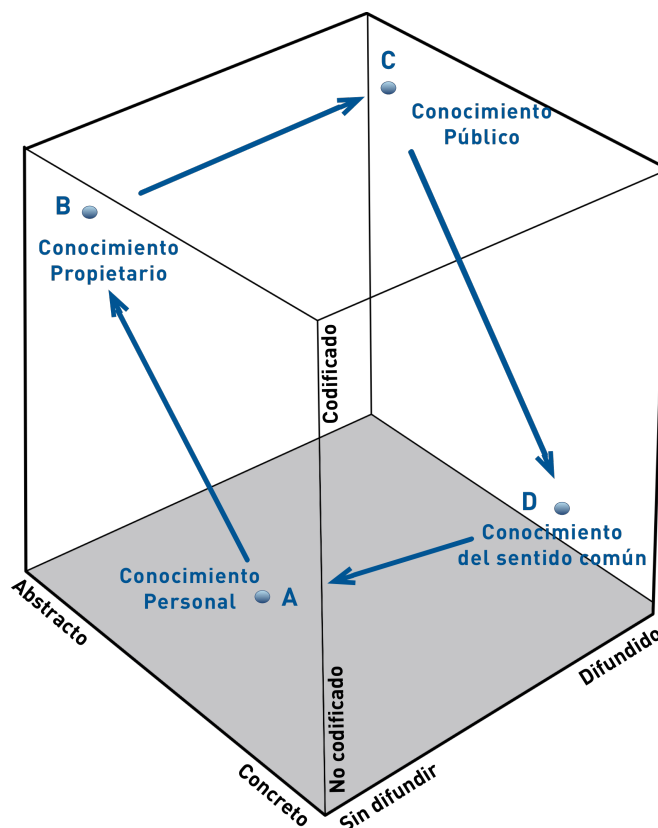 C
Conocimiento
Público
B
Conocimiento
Propietario
Codificado
D
Conocimiento
del sentido común
Conocimiento
Personal
A
Abstracto
Difundido
No codificado
Concreto
Sin difundir